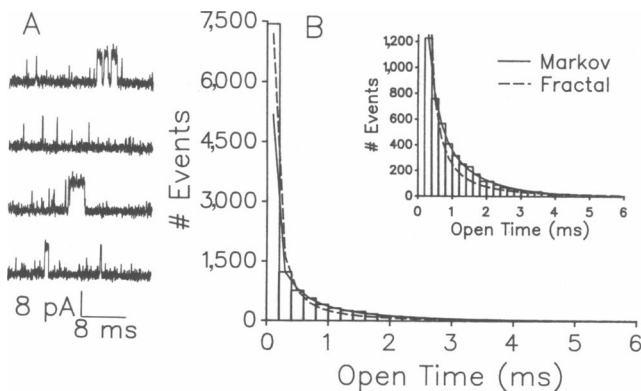 A
8 pA
8 ms
B
# Events
7,500
6,000
4,500
3,000
1,500
0
0 1 2 3 4 5 6
Open Time (ms)
# Events
1,200
1,000
800
600
400
200
0
0 1 2 3 4 5 6
Open Time (ms)
Markov
Fractal